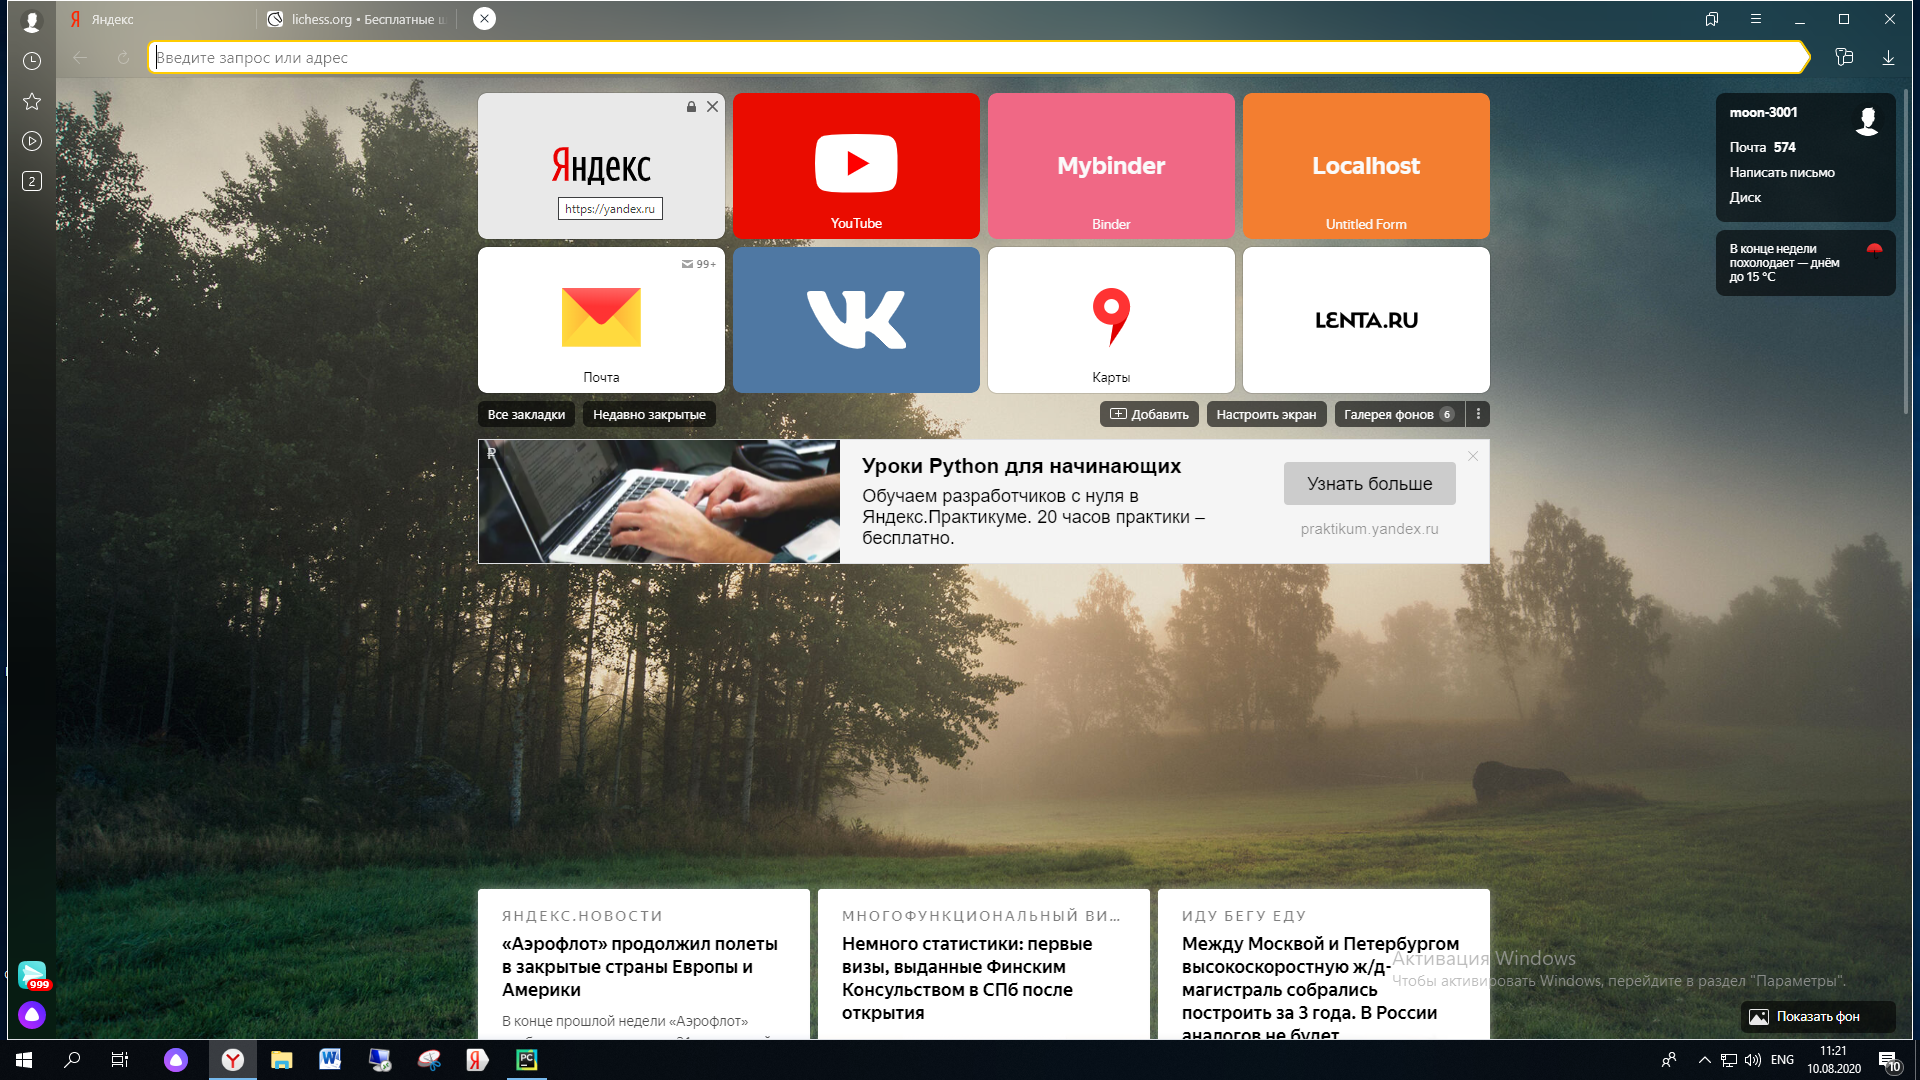 Яндекс
lichess.org • Бесплатные ш
Введите запрос или адрес
2
Яндекс
https://yandex.ru
YouTube
Mybinder
Binder
Localhost
Untitled Form
moon-3001
Почта 574
Написать письмо
Диск
В конце недели
похолодает — днём
до 15 °C
99+
Почта
VK
Карты
LENTA.RU
Все закладки
Недавно закрытые
Добавить
Настроить экран
Галерея фонов 6
₽
Уроки Python для начинающих
Обучаем разработчиков с нуля в
Яндекс.Практикуме. 20 часов практики –
бесплатно.
Узнать больше
praktikum.yandex.ru
ЯНДЕКС.НОВОСТИ
«Аэрофлот» продолжил полеты
в закрытые страны Европы и
Америки
В конце прошлой недели «Аэрофлот»
МНОГОФУНКЦИОНАЛЬНЫЙ ВИ...
Немного статистики: первые
визы, выданные Финским
Консульством в СПб после
открытия
ИДУ БЕГУ ЕДУ
Между Москвой и Петербургом
высокоскоростную ж/д-
магистраль собрались
построить за 3 года. В России
аналогов не будет
Активация Windows
Чтобы активировать Windows, перейдите в раздел "Параметры".
Показать фон
999
ENG
11:21
10.08.2020
10